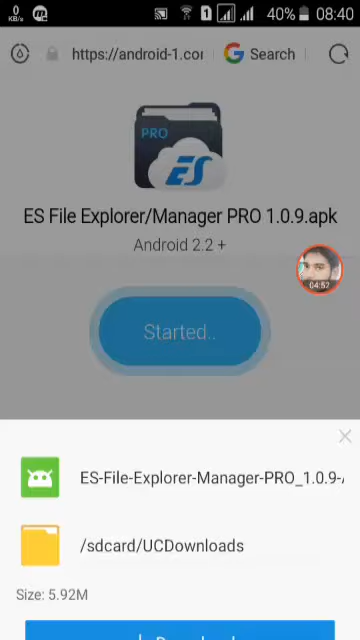 0
KB/s
1
40%
08:40
https://android-1.cor
G Search
PRO
ES
ES File Explorer/Manager PRO 1.0.9.apk
Android 2.2 +
04:52
Started..
ES-File-Explorer-Manager-PRO_1.0.9-
/sdcard/UCDownloads
Size: 5.92M